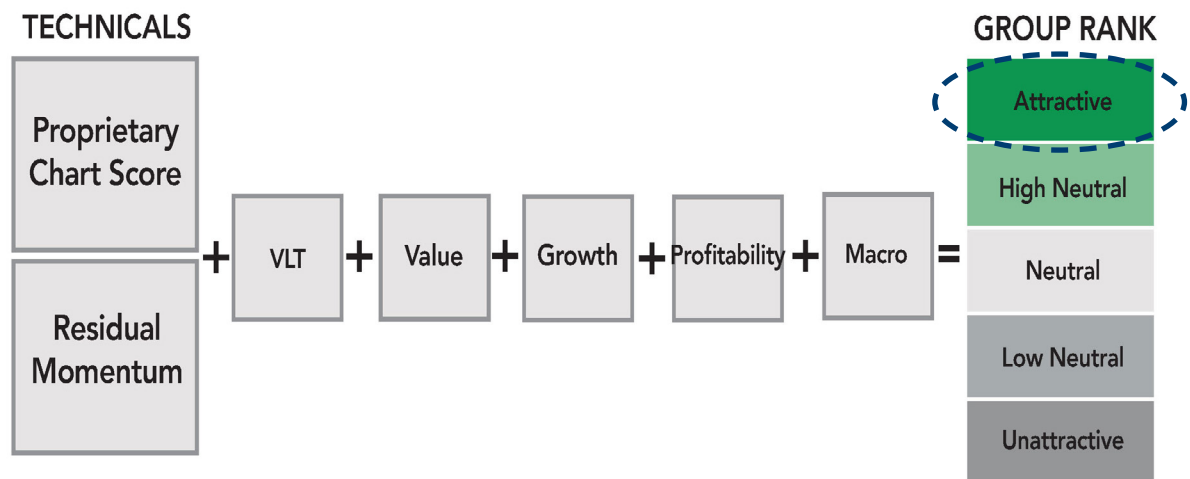 TECHNICALS
Proprietary
Chart Score
Residual
Momentum
+
VLT
+
Value
+
Growth
+
Profitability
+
Macro
=
GROUP RANK
Attractive
High Neutral
Neutral
Low Neutral
Unattractive